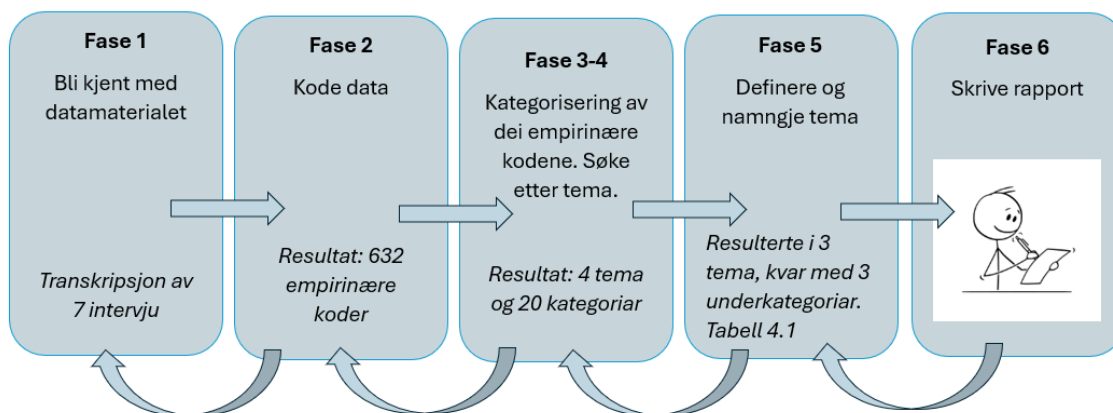 Fase 1
Bli kjent med
datamaterialet
Transkripsjon av
7 intervju
Fase 2
Kode data
Resultat: 632
empirinære
koder
Fase 3-4
Kategorisering av
dei empirinære
kodene. Søke
etter tema.
Resultat: 4 tema
og 20 kategoriar
Fase 5
Definere og
namngje tema
Resulterte i 3
tema, kvar med 3
underkategoriar.
Tabell 4.1
Fase 6
Skrive rapport